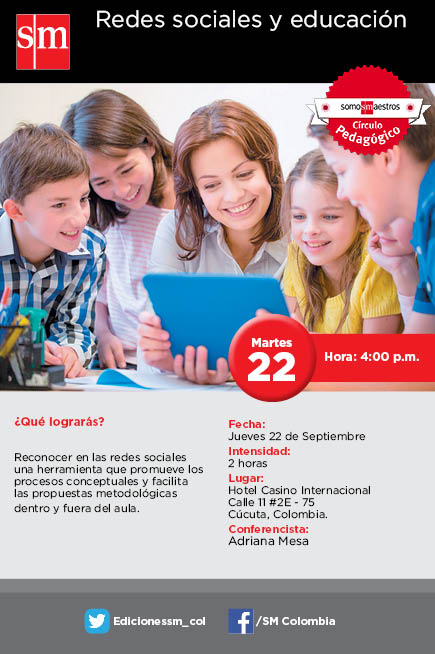 sm
Redes sociales y educación
somosmaestros
Círculo
Pedagógico
Martes
22
Hora: 4:00 p.m.
¿Qué lograrás?
Reconocer en las redes sociales
una herramienta que promueve los
procesos conceptuales y facilita
las propuestas metodológicas
dentro y fuera del aula.
Fecha:
Jueves 22 de Septiembre
Intensidad:
2 horas
Lugar:
Hotel Casino Internacional
Calle 11 #2E - 75
Cúcuta, Colombia.
Conferencista:
Adriana Mesa
Edicionessm_col
/SM Colombia